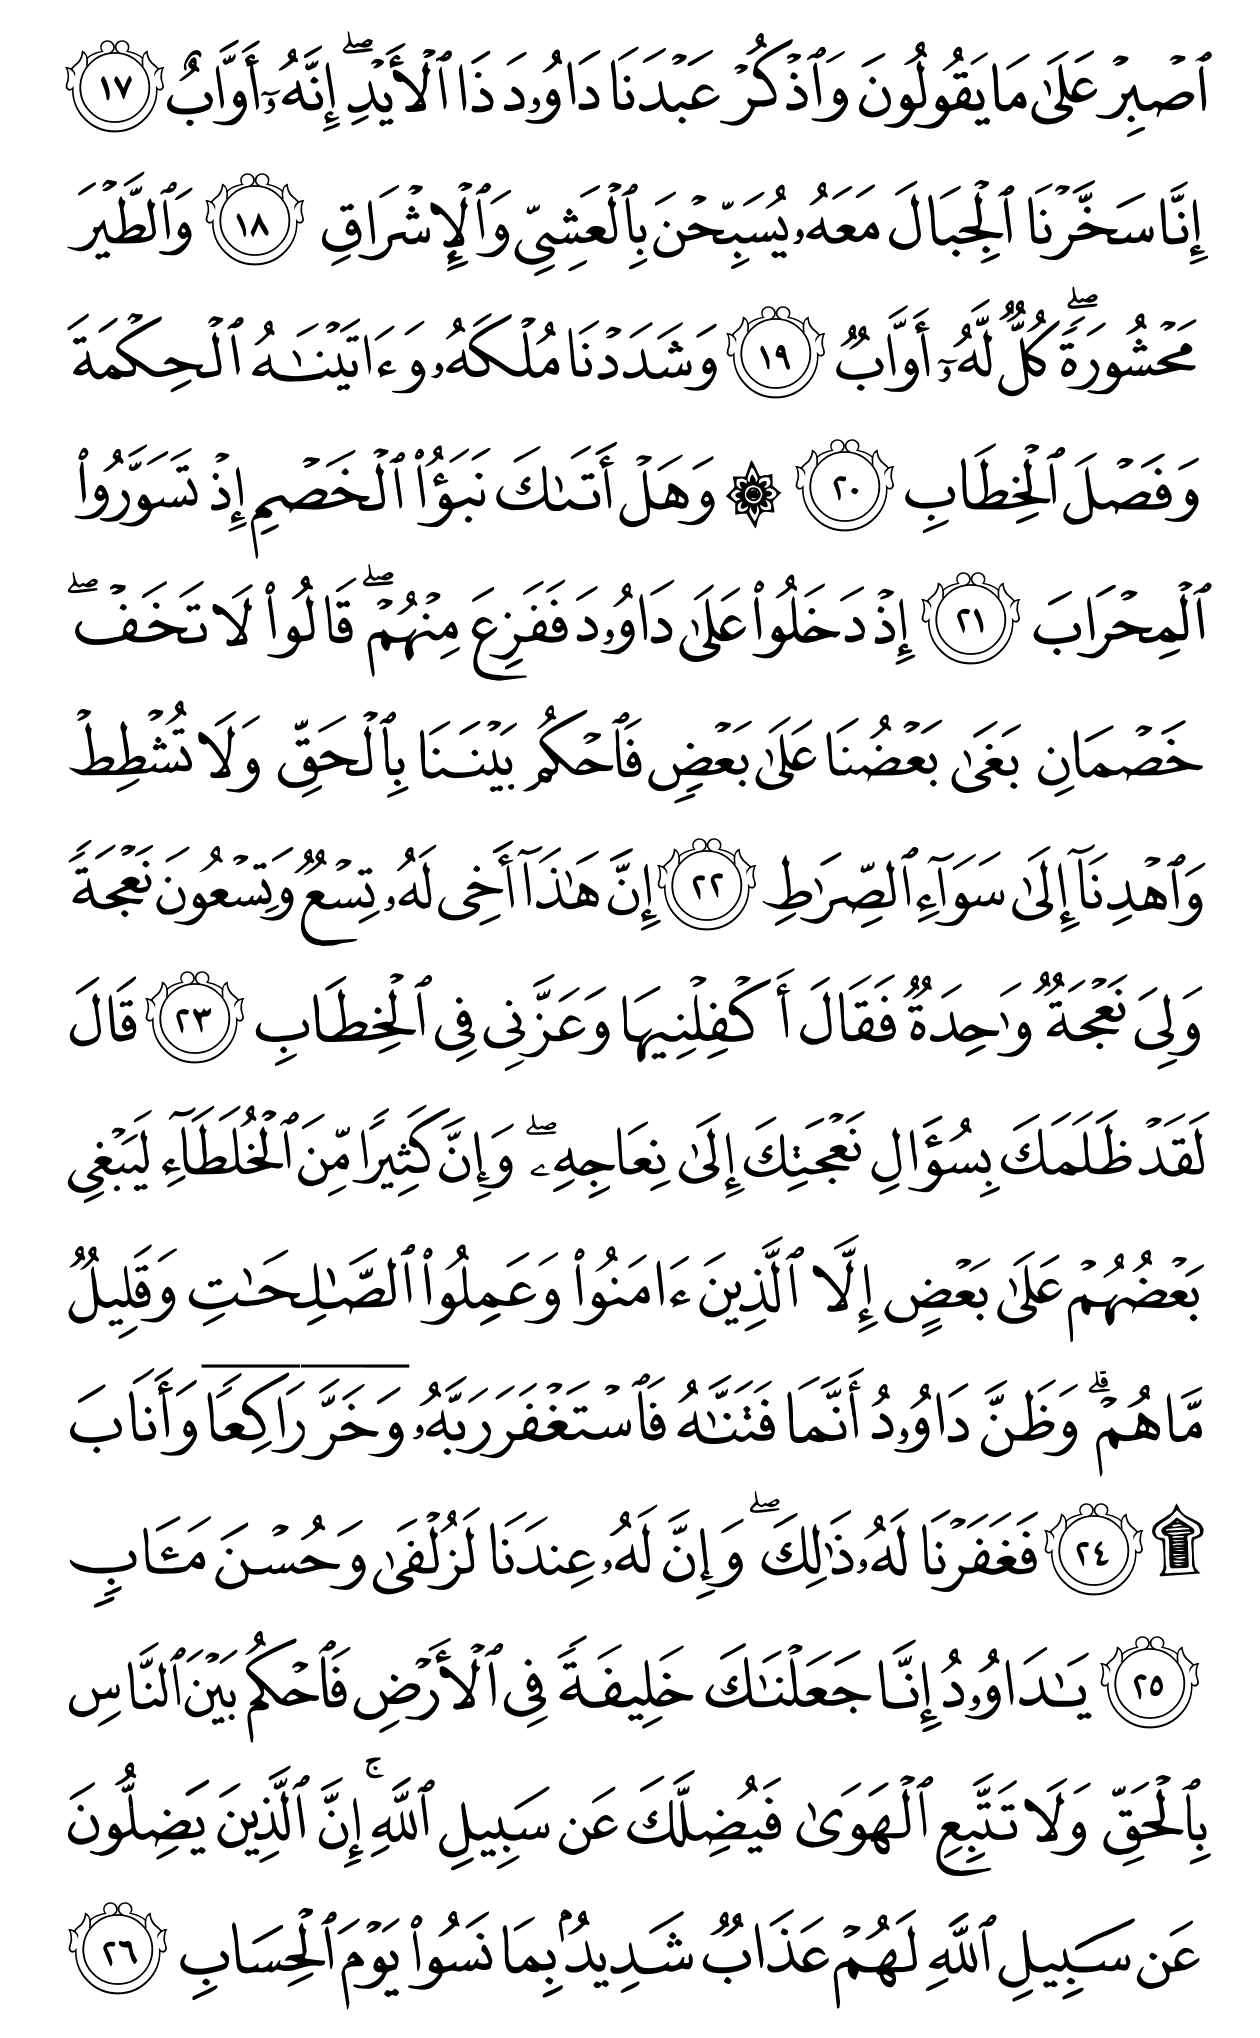 ٱصۡبِرۡ عَلَىٰ مَا يَقُولُونَ وَٱذۡكُرۡ عَبۡدَنَا دَاوُۥدَ ذَا ٱلۡأَيۡدِۖ إِنَّهُۥٓ أَوَّابٌ ١٧
إِنَّا سَخَّرۡنَا ٱلۡجِبَالَ مَعَهُۥ يُسَبِّحۡنَ بِٱلۡعَشِيِّ وَٱلۡإِشۡرَاقِ ١٨ وَٱلطَّيۡرَ
مَحۡشُورَةٗۖ كُلّٞ لَّهُۥٓ أَوَّابٞ ١٩ وَشَدَدۡنَا مُلۡكَهُۥ وَءَاتَيۡنَٰهُ ٱلۡحِكۡمَةَ
وَفَصۡلَ ٱلۡخِطَابِ ٢٠ ۞ وَهَلۡ أَتَىٰكَ نَبَؤُاْ ٱلۡخَصۡمِ إِذۡ تَسَوَّرُواْ
ٱلۡمِحۡرَابَ ٢١ إِذۡ دَخَلُواْ عَلَىٰ دَاوُۥدَ فَفَزِعَ مِنۡهُمۡۖ قَالُواْ لَا تَخَفۡۖ
خَصۡمَانِ بَغَىٰ بَعۡضُنَا عَلَىٰ بَعۡضٖ فَٱحۡكُم بَيۡنَنَا بِٱلۡحَقِّ وَلَا تُشۡطِطۡ
وَٱهۡدِنَآ إِلَىٰ سَوَآءِ ٱلصِّرَٰطِ ٢٢ إِنَّ هَٰذَآ أَخِي لَهُۥ تِسۡعٞ وَتِسۡعُونَ نَعۡجَةٗ
وَلِيَ نَعۡجَةٞ وَٰحِدَةٞ فَقَالَ أَكۡفِلۡنِيهَا وَعَزَّنِي فِي ٱلۡخِطَابِ ٢٣ قَالَ
لَقَدۡ ظَلَمَكَ بِسُؤَالِ نَعۡجَتِكَ إِلَىٰ نِعَاجِهِۦۖ وَإِنَّ كَثِيرٗا مِّنَ ٱلۡخُلَطَآءِ لَيَبۡغِي
بَعۡضُهُمۡ عَلَىٰ بَعۡضٍ إِلَّا ٱلَّذِينَ ءَامَنُواْ وَعَمِلُواْ ٱلصَّٰلِحَٰتِ وَقَلِيلٞ
مَّا هُمۡۗ وَظَنَّ دَاوُۥدُ أَنَّمَا فَتَنَّٰهُ فَٱسۡتَغۡفَرَ رَبَّهُۥ وَخَرَّۤ رَاكِعٗاۤ وَأَنَابَ
۩ ٢٤ فَغَفَرۡنَا لَهُۥ ذَٰلِكَۖ وَإِنَّ لَهُۥ عِندَنَا لَزُلۡفَىٰ وَحُسۡنَ مَـَٔابٖ
٢٥ يَٰدَاوُۥدُ إِنَّا جَعَلۡنَٰكَ خَلِيفَةٗ فِي ٱلۡأَرۡضِ فَٱحۡكُم بَيۡنَ ٱلنَّاسِ
بِٱلۡحَقِّ وَلَا تَتَّبِعِ ٱلۡهَوَىٰ فَيُضِلَّكَ عَن سَبِيلِ ٱللَّهِۚ إِنَّ ٱلَّذِينَ يَضِلُّونَ
عَن سَبِيلِ ٱللَّهِ لَهُمۡ عَذَابٞ شَدِيدُۢ بِمَا نَسُواْ يَوۡمَ ٱلۡحِسَابِ ٢٦